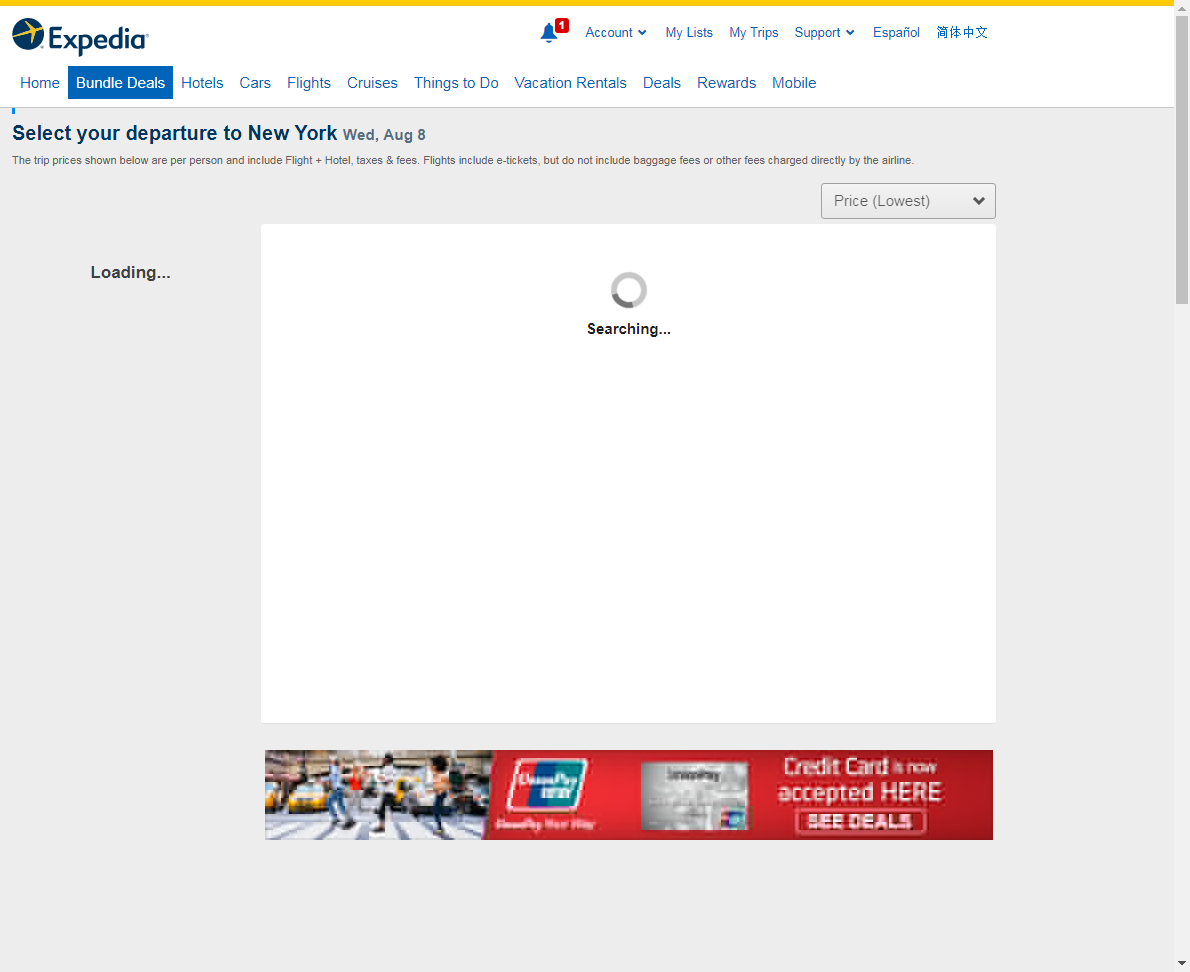 Expedia
1
Account
My Lists
My Trips
Support
Español
简体中文
Home
Bundle Deals
Hotels
Cars
Flights
Cruises
Things to Do
Vacation Rentals
Deals
Rewards
Mobile
Select your departure to New York Wed, Aug 8
The trip prices shown below are per person and include Flight + Hotel, taxes & fees. Flights include e-tickets, but do not include baggage fees or other fees charged directly by the airline.
Price (Lowest)
Loading...
Searching...
UnionPay
UnionPay Your Way
UnionPay
Credit Card is now
accepted HERE
SEE DEALS